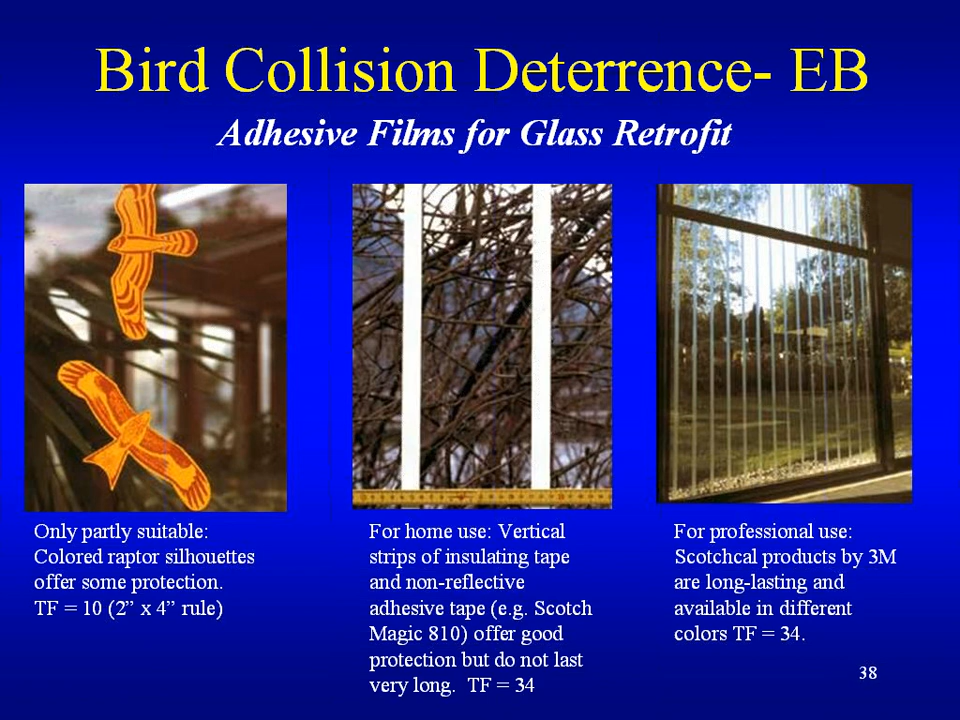 Bird Collision Deterrence- EB
Adhesive Films for Glass Retrofit
Only partly suitable:
Colored raptor silhouettes
offer some protection.
TF = 10 (2” x 4” rule)
For home use: Vertical
strips of insulating tape
and non-reflective
adhesive tape (e.g. Scotch
Magic 810) offer good
protection but do not last
very long.  TF = 34
For professional use:
Scotchcal products by 3M
are long-lasting and
available in different
colors TF = 34.
38